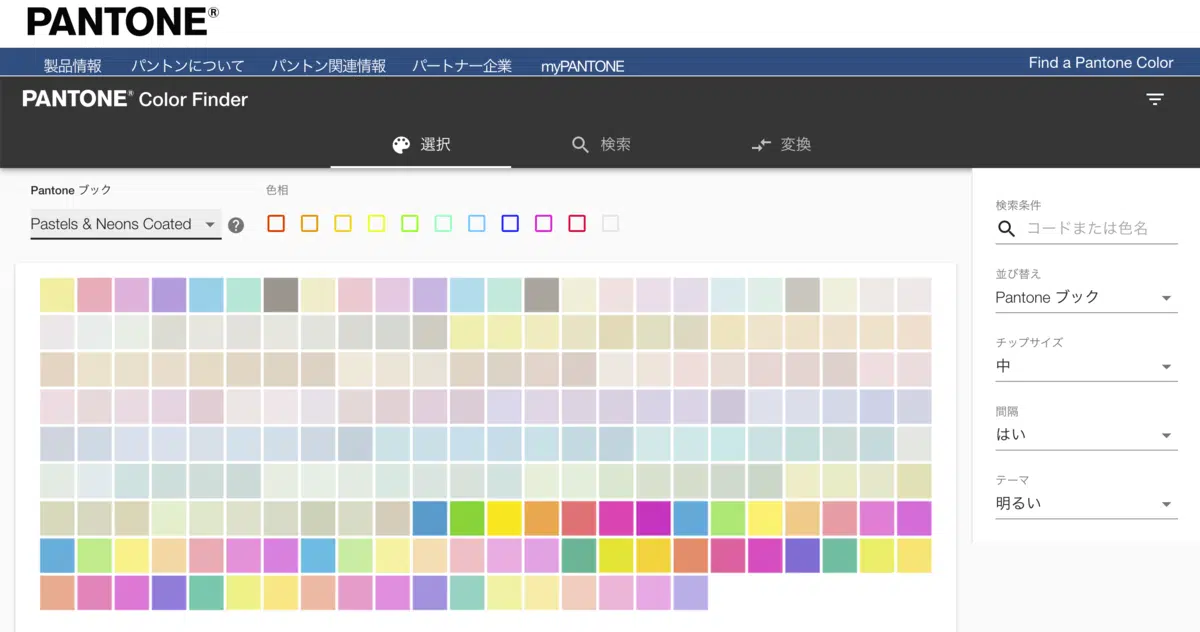 PANTONE®
製品情報 パントンについて パントン関連情報 パートナー企業 myPANTONE Find a Pantone Color
PANTONE® Color Finder
選択 検索 変換
Pantone ブック 色相
Pastels & Neons Coated ?
検索条件
コードまたは色名
並び替え
Pantone ブック
チップサイズ
中
間隔
はい
テーマ
明るい